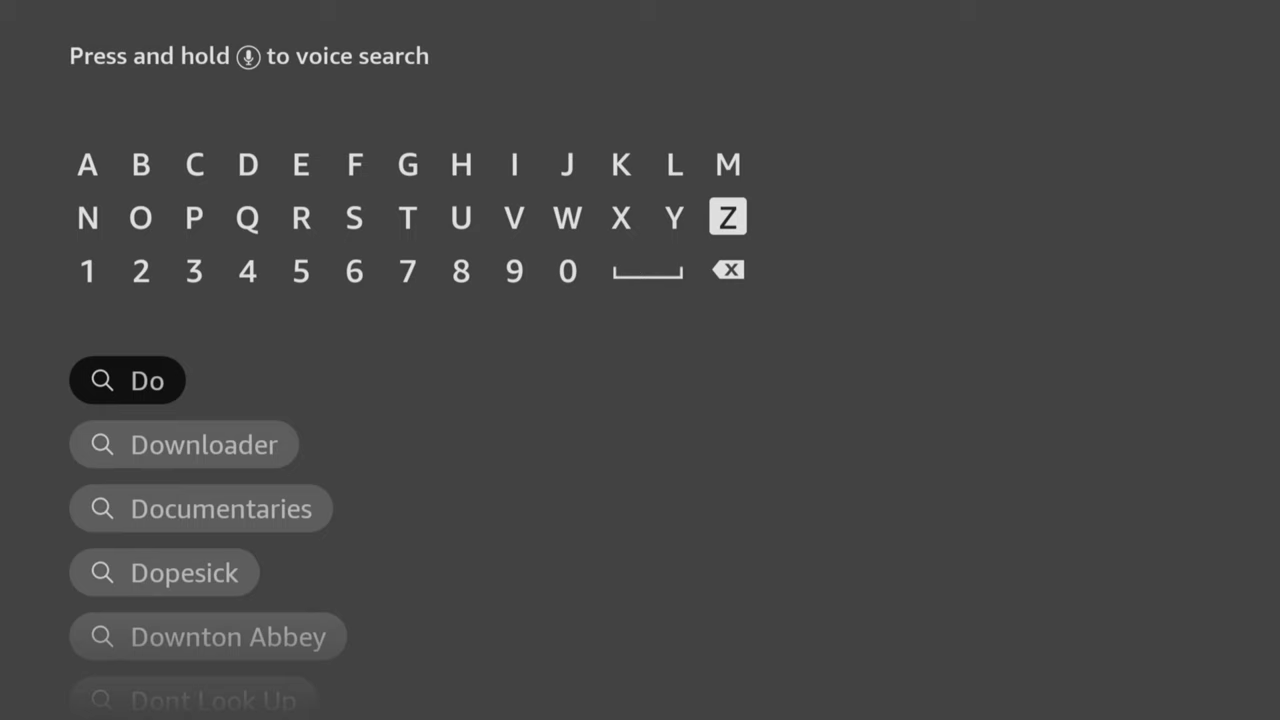 Press and hold to voice search
A B C D E F G H I J K L M
N O P Q R S T U V W X Y Z
1 2 3 4 5 6 7 8 9 0
Do
Downloader
Documentaries
Dopesick
Downton Abbey
Dont Look Up